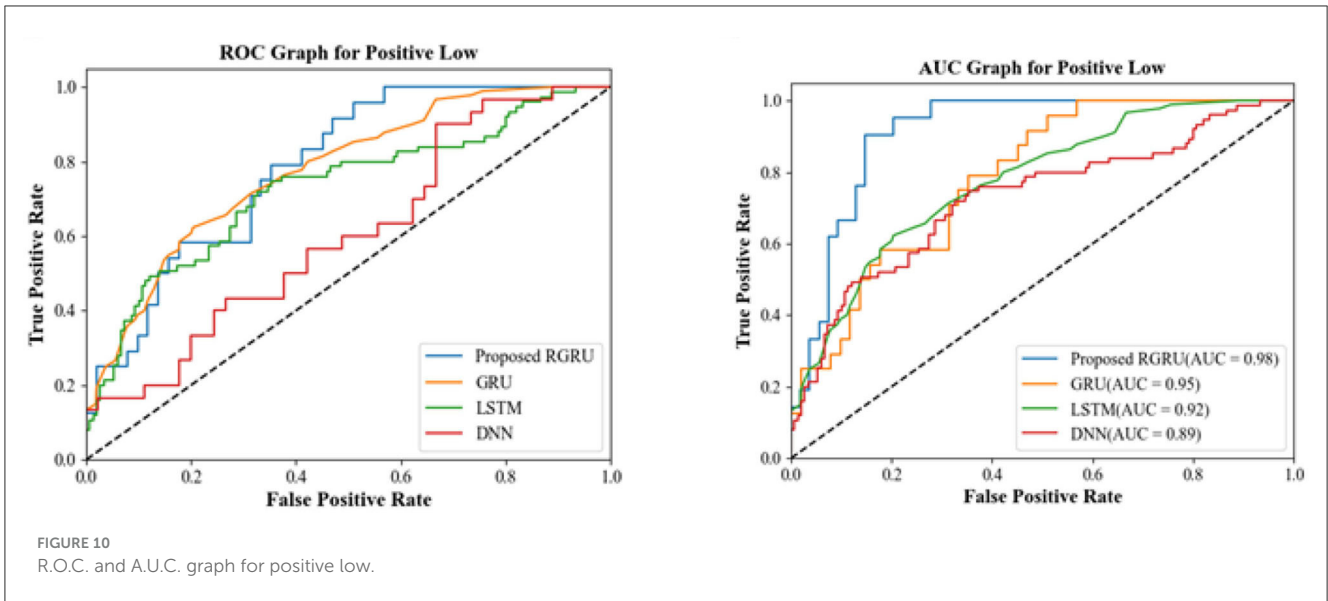 ROC Graph for Positive Low
True Positive Rate
1.0
0.8
0.6
0.4
0.2
0.0
Proposed RGRU
GRU
LSTM
DNN
0.0 0.2 0.4 0.6 0.8 1.0
False Positive Rate
AUC Graph for Positive Low
True Positive Rate
1.0
0.8
0.6
0.4
0.2
0.0
Proposed RGRU(AUC = 0.98)
GRU(AUC = 0.95)
LSTM(AUC = 0.92)
DNN(AUC = 0.89)
0.0 0.2 0.4 0.6 0.8 1.0
False Positive Rate
FIGURE 10
R.O.C. and A.U.C. graph for positive low.